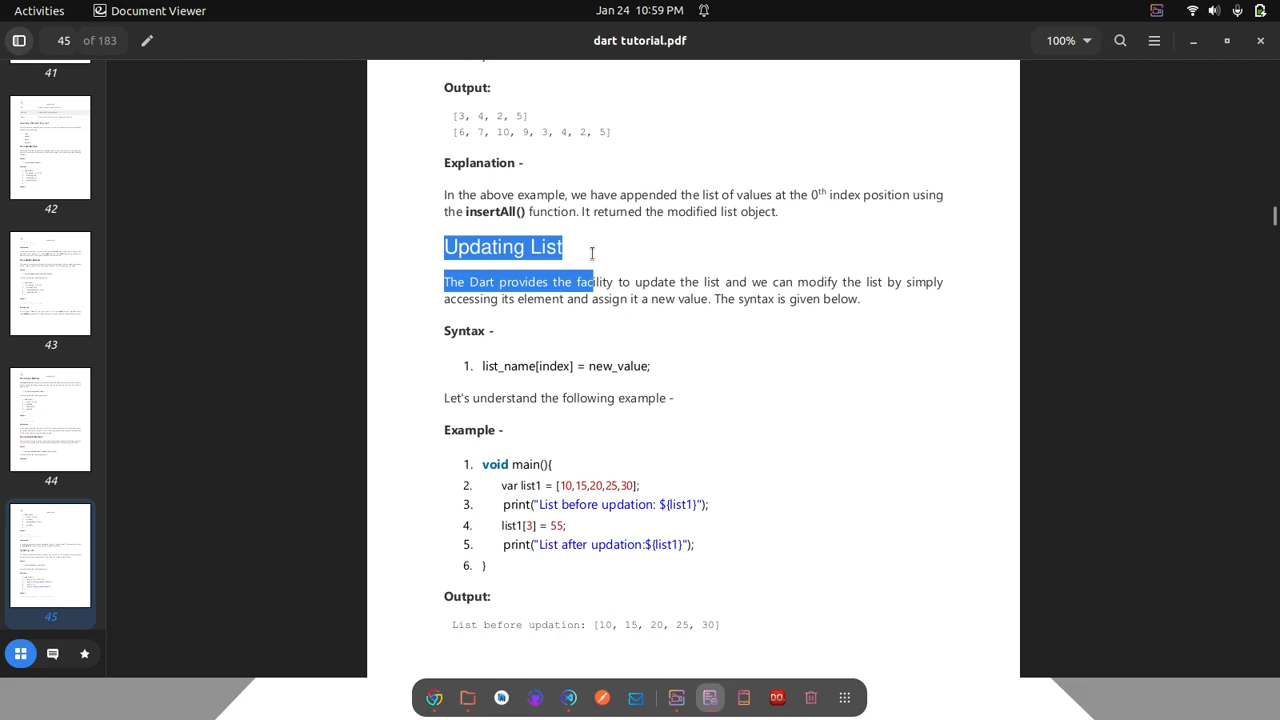 Activities Document Viewer Jan 24 10:59 PM
45 of 183 dart tutorial.pdf 100%
41
42
43
44
45
Output:
[3, 4, 2, 5]
[6, 7, 10, 9, 3, 4, 2, 5]
Explanation -
In the above example, we have appended the list of values at the 0th index position using
the insertAll() function. It returned the modified list object.
Updating List
The Dart provides the facility to update the list and we can modify the list by simply
accessing its element and assign it a new value. The syntax is given below.
Syntax -
1. list_name[index] = new_value;
Let's understand the following example -
Example -
1. void main(){
2. var list1 = [10,15,20,25,30];
3. print("List before updation: ${list1}");
4. list1[3] = 55;
5. print("List after updation:${list1}");
6. }
Output:
List before updation: [10, 15, 20, 25, 30]